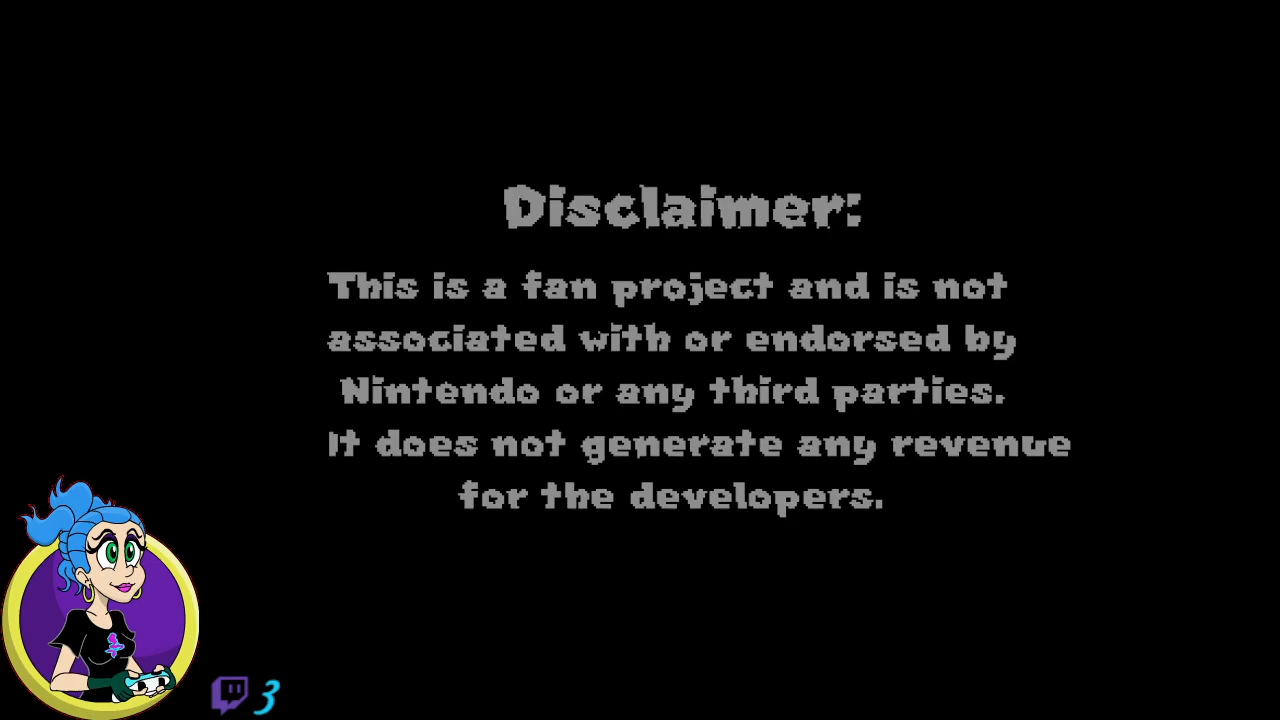 Disclaimer:
This is a fan project and is not
associated with or endorsed by
Nintendo or any third parties.
It does not generate any revenue
for the developers.
3